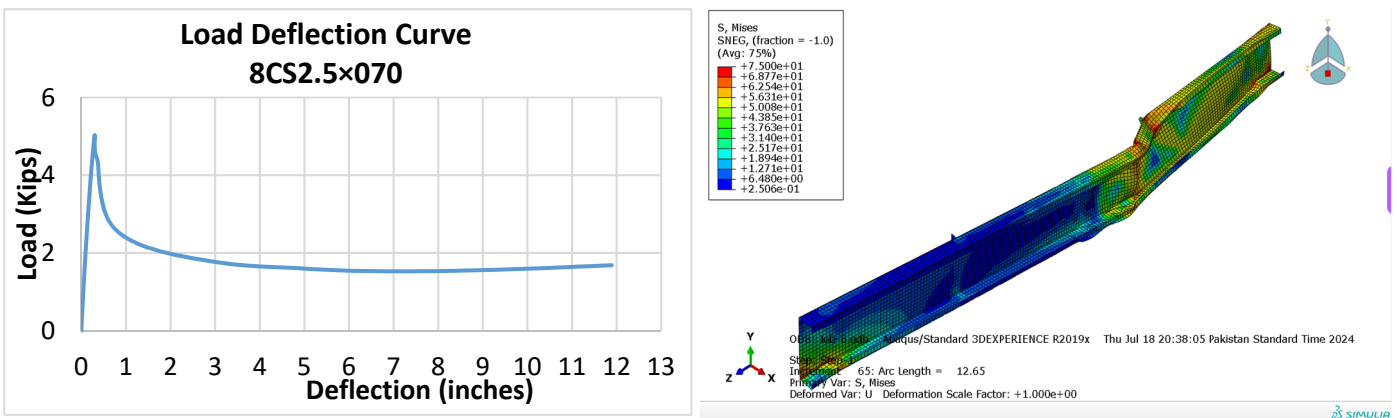 Load Deflection Curve
8CS2.5×070
Load (Kips)
6
4
2
0
0 1 2 3 4 5 6 7 8 9 10 11 12 13
Deflection (inches)
S, Mises
SNEG, (fraction = -1.0)
(Avg: 75%)
+7.500e+01
+6.877e+01
+6.254e+01
+5.631e+01
+5.008e+01
+4.385e+01
+3.763e+01
+3.140e+01
+2.517e+01
+1.894e+01
+1.271e+01
+6.480e+00
+2.506e-01
Y
Z X
Y
Z X
ODB: Job-B.odb Abaqus/Standard 3DEXPERIENCE R2019x Thu Jul 18 20:38:05 Pakistan Standard Time 2024
Step: Step-1
Increment 65: Arc Length = 12.65
Primary Var: S, Mises
Deformed Var: U Deformation Scale Factor: +1.000e+00
SIMULIA